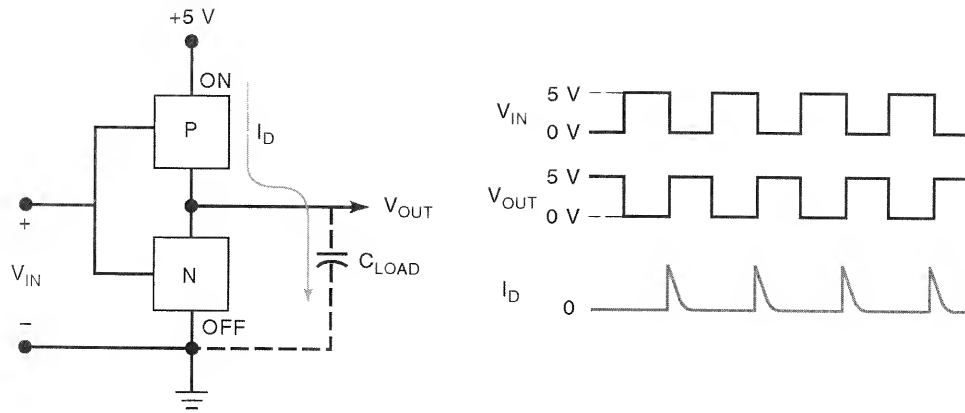 +5 V
ON
P
I_D
V_OUT
+
C_LOAD
V_IN
N
–
OFF
V_IN
5 V
0 V
V_OUT
5 V
0 V
I_D
0